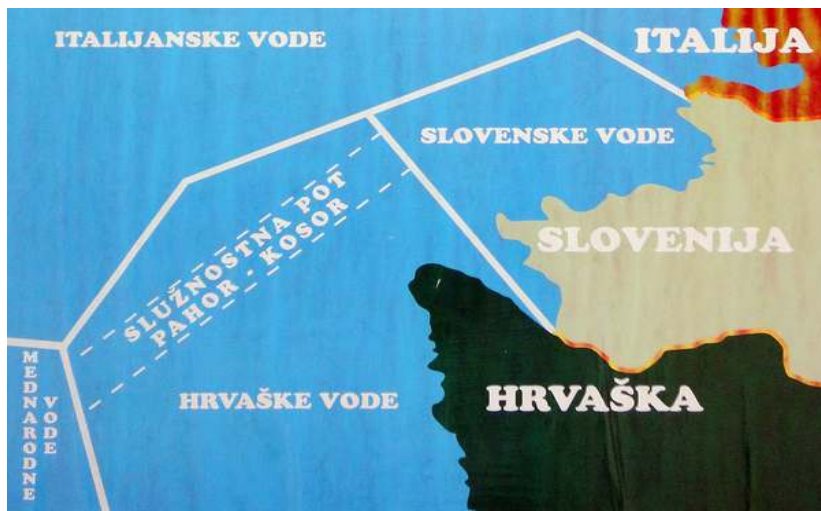 ITALIJANSKE VODE
ITALIJA
SLOVENSKE VODE
SLOVENIJA
SLUŽNOSTNA POT
PAHOR - KOSOR
HRVAŠKE VODE
HRVAŠKA
MEDNARODNE
VODE